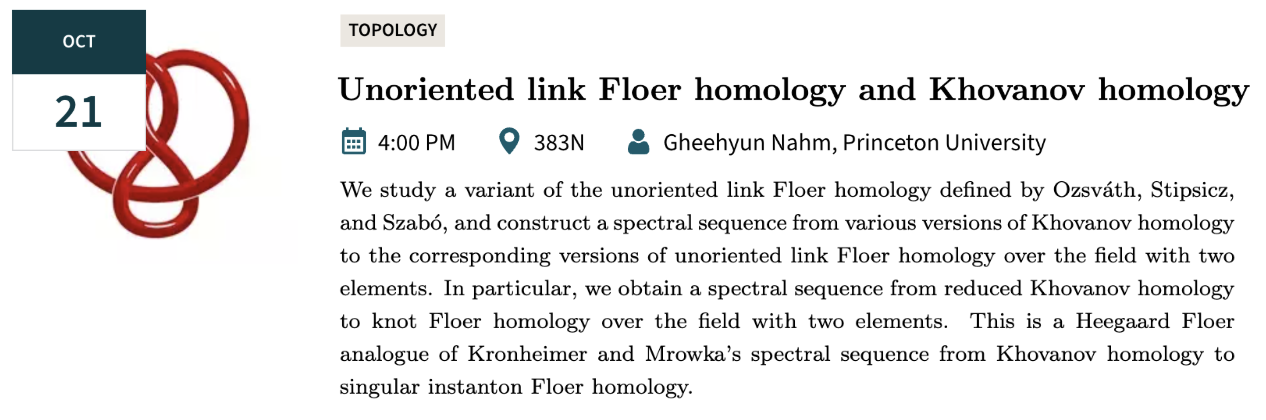 OCT
21
TOPOLOGY
Unoriented link Floer homology and Khovanov homology
4:00 PM
383N
Gheehyun Nahm, Princeton University
We study a variant of the unoriented link Floer homology defined by Ozsváth, Stipsicz,
and Szabó, and construct a spectral sequence from various versions of Khovanov homology
to the corresponding versions of unoriented link Floer homology over the field with two
elements. In particular, we obtain a spectral sequence from reduced Khovanov homology
to knot Floer homology over the field with two elements. This is a Heegaard Floer
analogue of Kronheimer and Mrowka's spectral sequence from Khovanov homology to
singular instanton Floer homology.